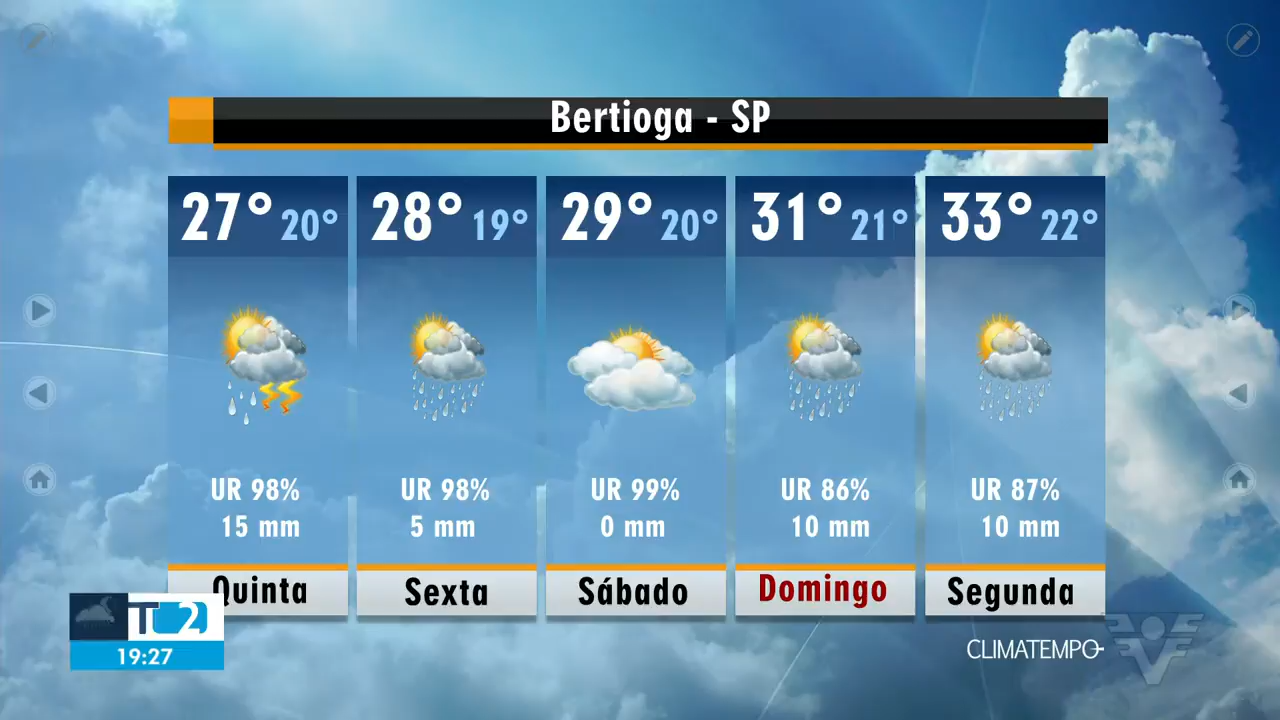 Bertioga - SP
27° 20°
28° 19°
29° 20°
31° 21°
33° 22°
UR 98%
15 mm
UR 98%
5 mm
UR 99%
0 mm
UR 86%
10 mm
UR 87%
10 mm
Quinta
Sexta
Sábado
Domingo
Segunda
T 2
19:27
CLIMATEMPO